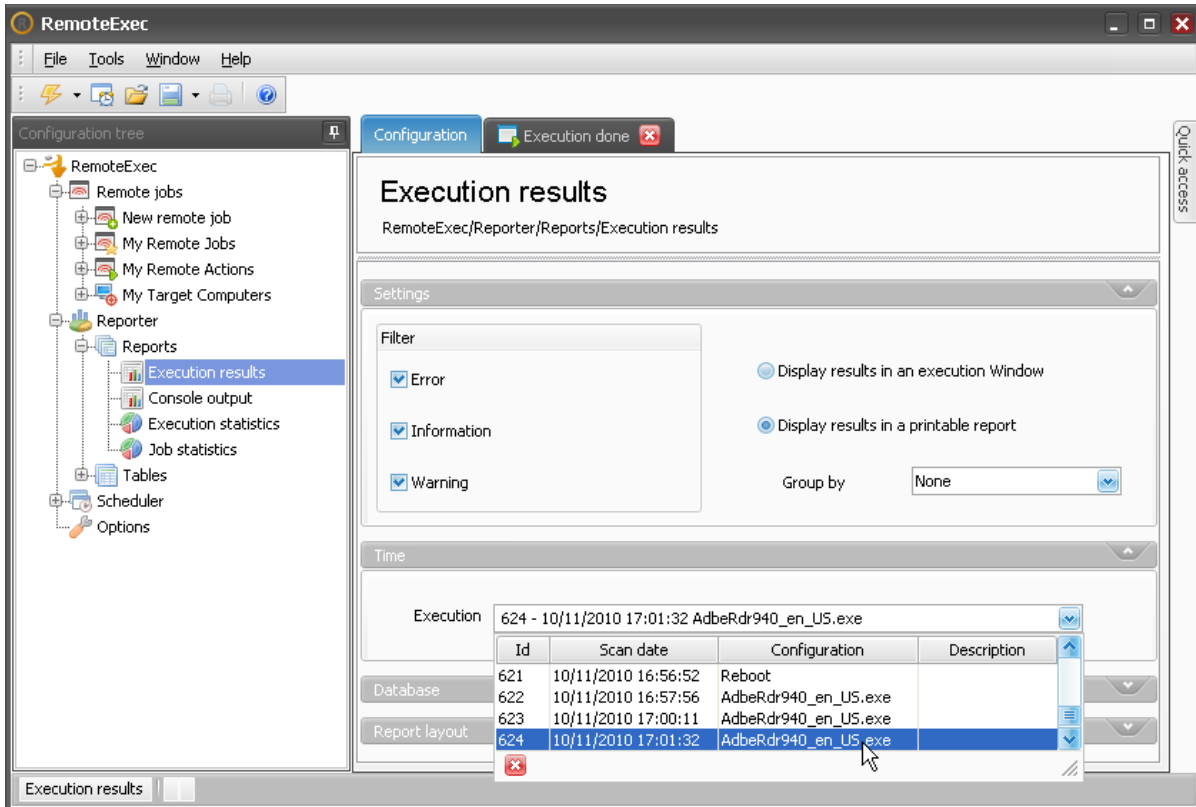 RemoteExec
File Tools Window Help
Configuration tree
RemoteExec
Remote jobs
New remote job
My Remote Jobs
My Remote Actions
My Target Computers
Reporter
Reports
Execution results
Console output
Execution statistics
Job statistics
Tables
Scheduler
Options
Configuration
Execution done
Quick access
Execution results
RemoteExec/Reporter/Reports/Execution results
Settings
Filter
Error
Information
Warning
Display results in an execution Window
Display results in a printable report
Group by None
Time
Execution 624 - 10/11/2010 17:01:32 AdbeRdr940_en_US.exe
Id Scan date Configuration Description
621 10/11/2010 16:56:52 Reboot
622 10/11/2010 16:57:56 AdbeRdr940_en_US.exe
623 10/11/2010 17:00:11 AdbeRdr940_en_US.exe
624 10/11/2010 17:01:32 AdbeRdr940_en_US.exe
Database
Report layout
Execution results